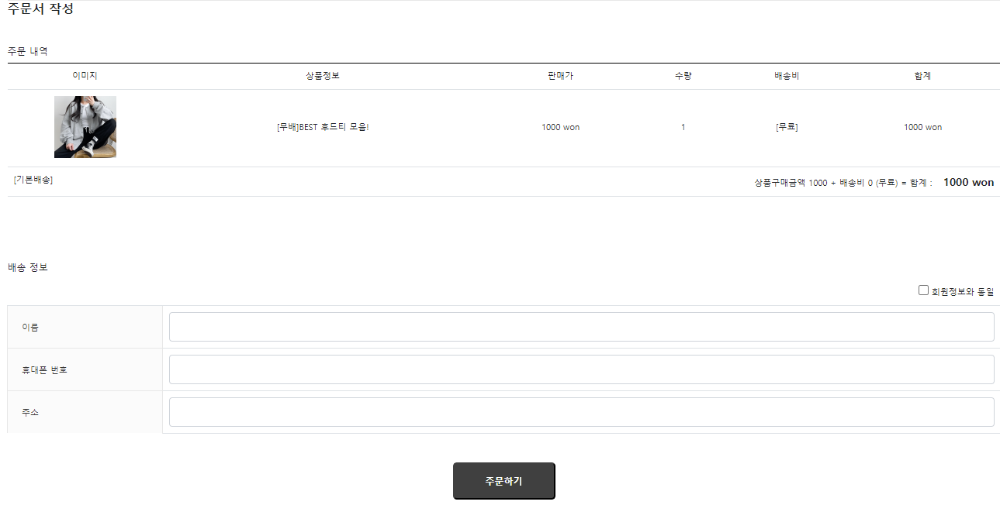 주문서 작성
주문 내역
이미지 상품정보 판매가 수량 배송비 합계
[무배]BEST 후드티 모음! 1000 won 1 [무료] 1000 won
[기본배송] 상품구매금액 1000 + 배송비 0 (무료) = 합계 : 1000 won
배송 정보
회원정보와 동일
이름
휴대폰 번호
주소
주문하기